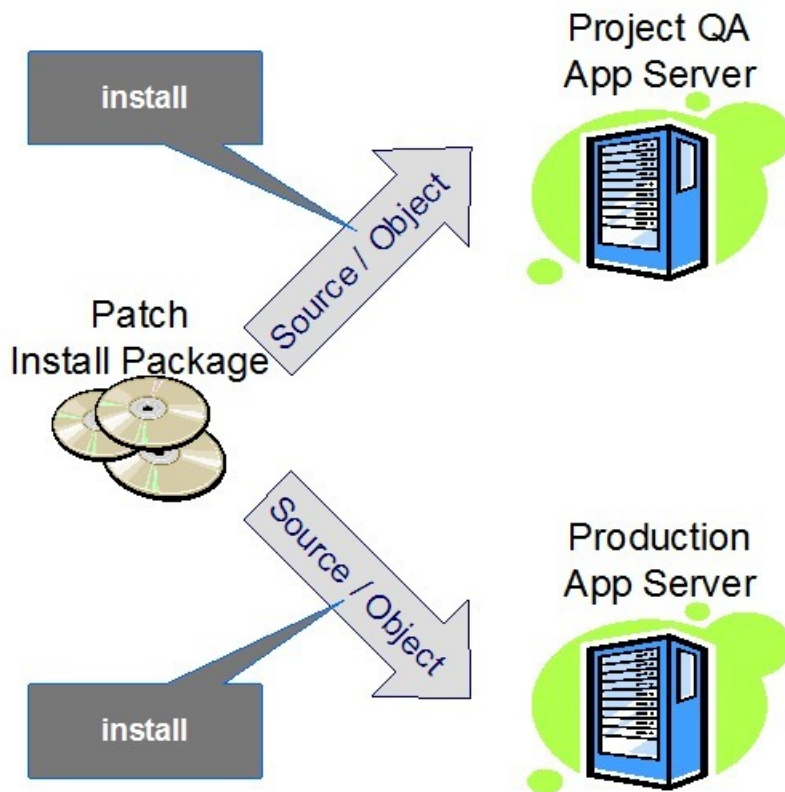 Project QA
App Server
install
Source / Object
Patch
Install Package
Source / Object
Production
App Server
install